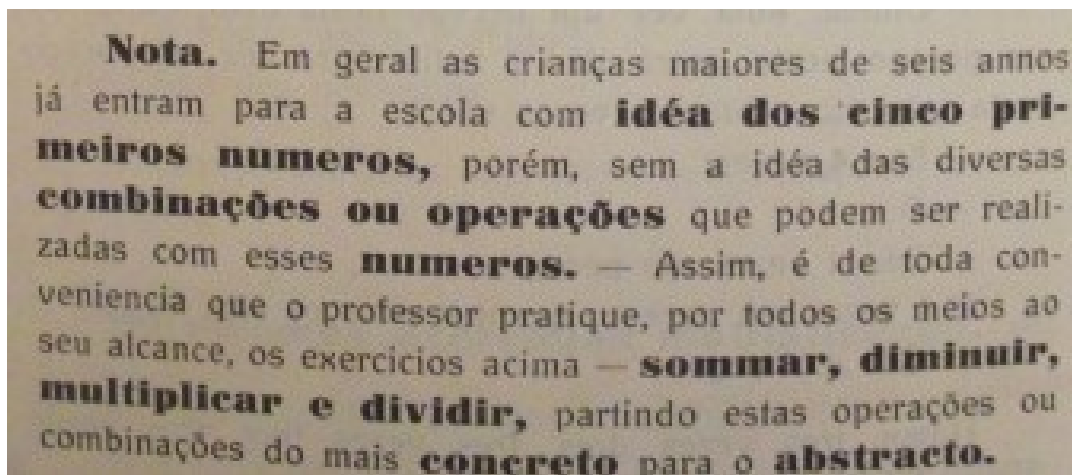 Nota. Em geral as crianças maiores de seis annos
já entram para a escola com idéa dos cinco pri-
meiros numeros, porém, sem a idéa das diversas
combinações ou operações que podem ser reali-
zadas com esses numeros. — Assim, é de toda con-
veniencia que o professor pratique, por todos os meios ao
seu alcance, os exercicios acima — sommar, diminuir,
multiplicar e dividir, partindo estas operações ou
combinações do mais concreto para o abstracto.